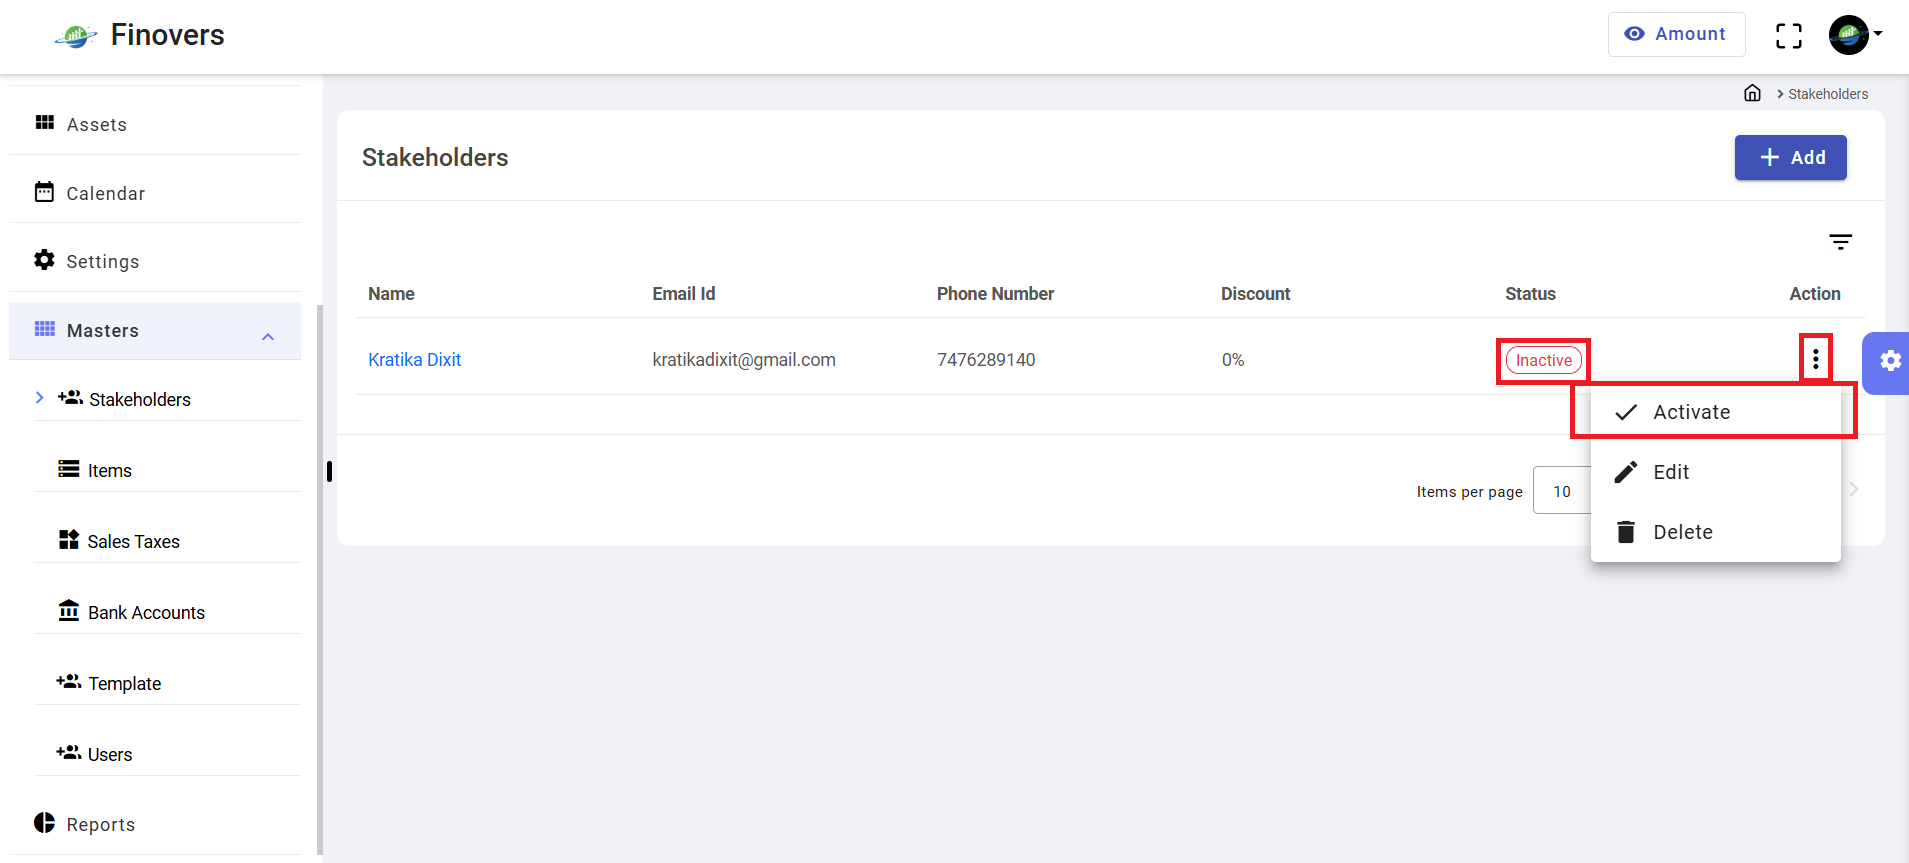 Finovers
Amount
Stakeholders
Assets
Calendar
Settings
Masters
Stakeholders
Items
Sales Taxes
Bank Accounts
Template
Users
Reports
Stakeholders
Add
Name Email Id Phone Number Discount Status Action
Kratika Dixit kratikadixit@gmail.com 7476289140 0% Inactive
Activate
Edit
Delete
Items per page 10